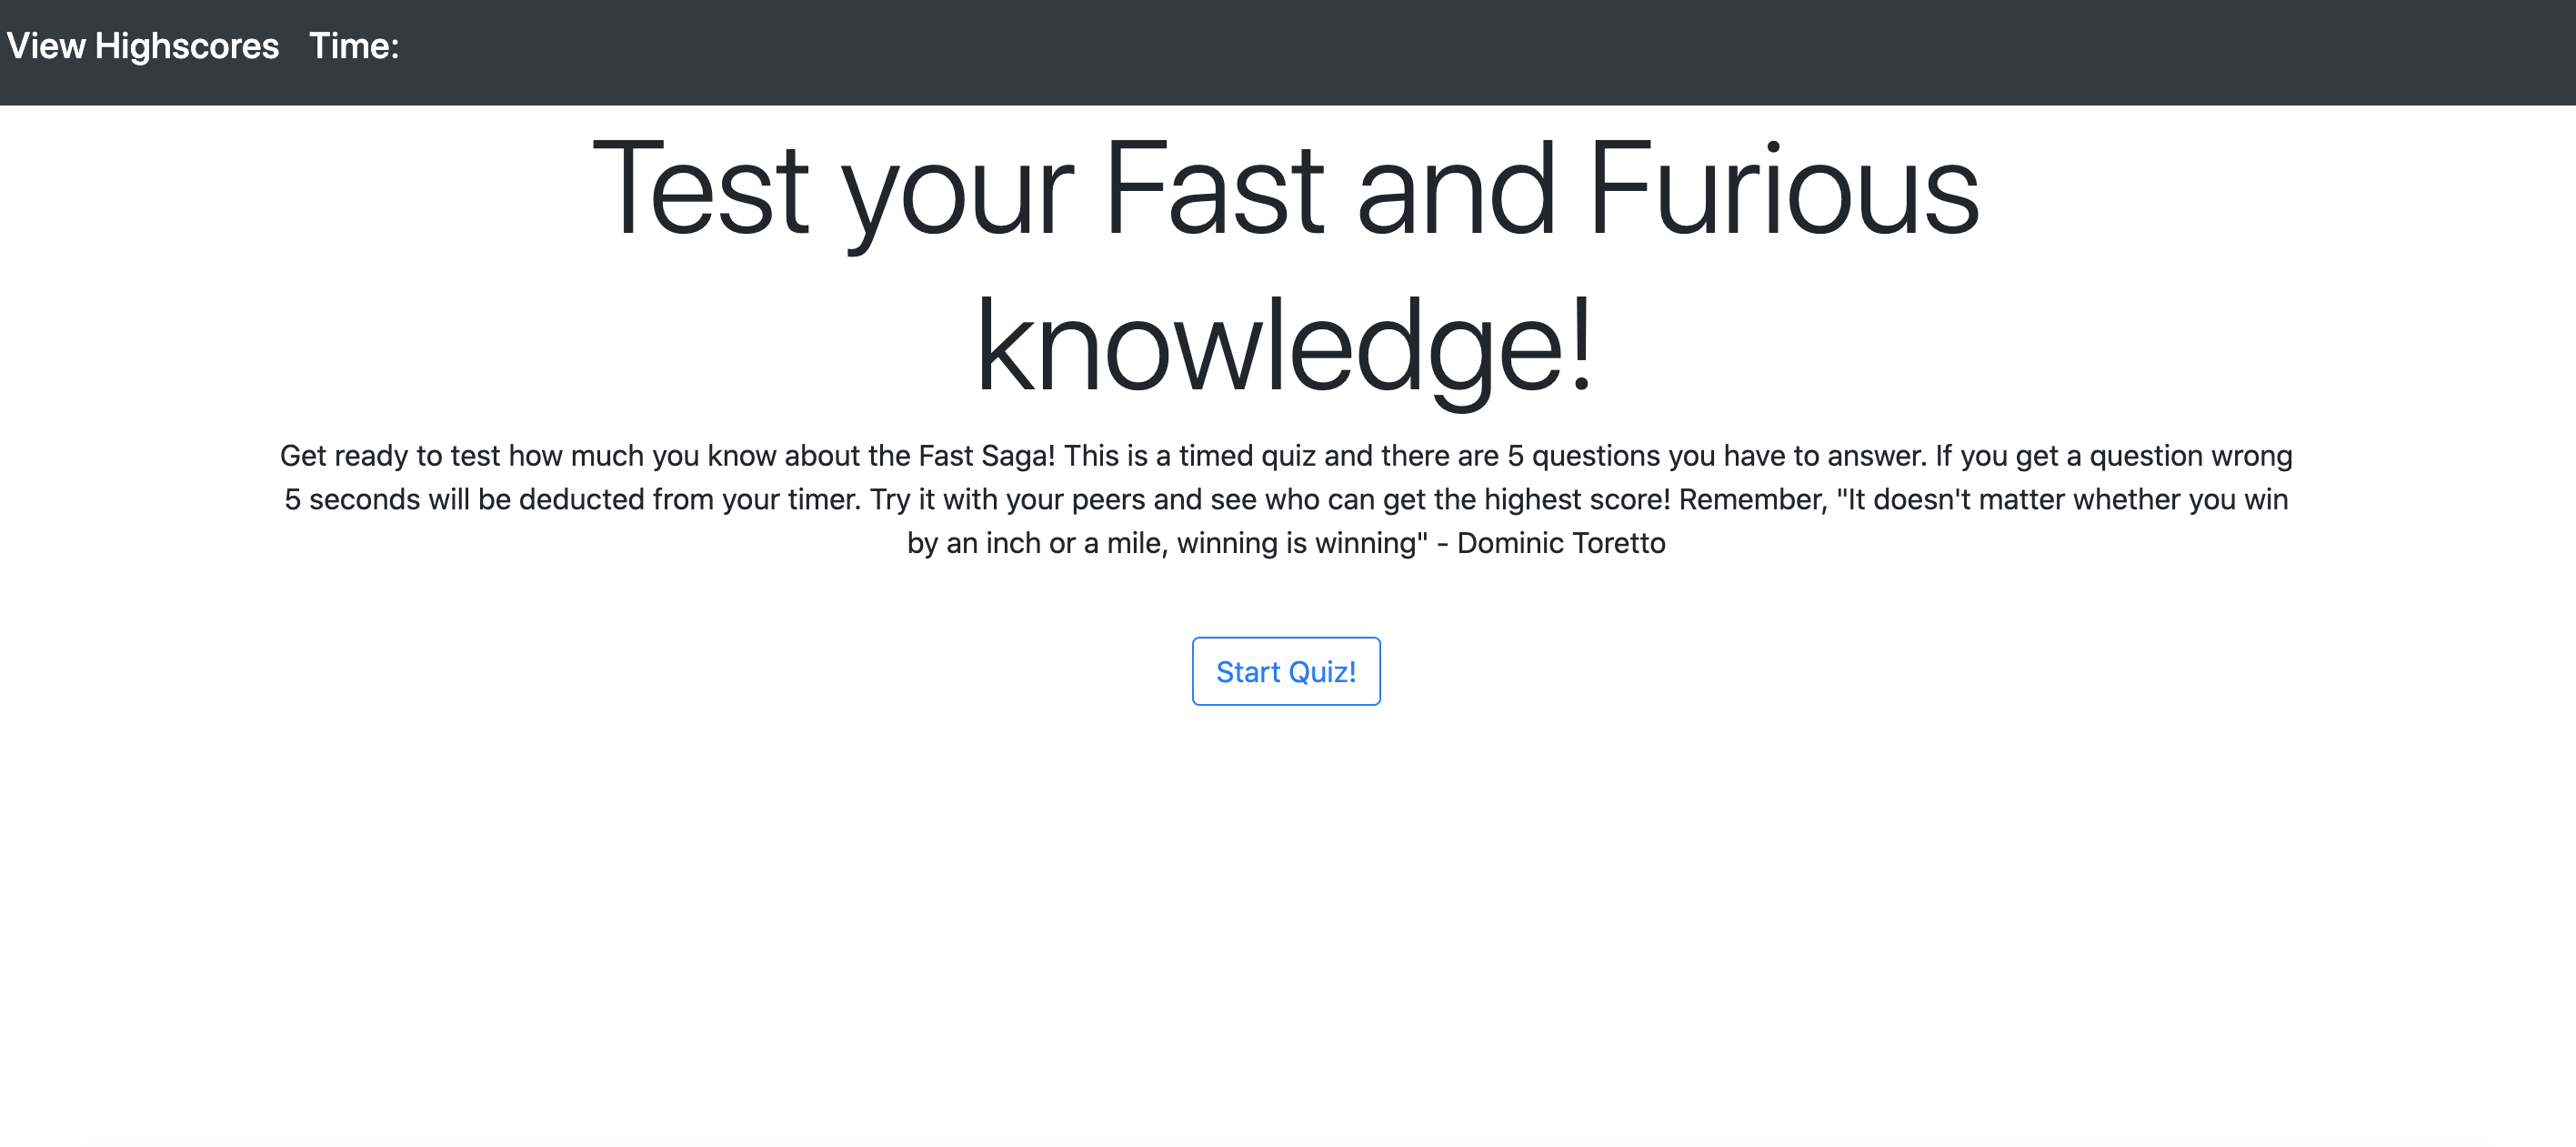 View Highscores Time:
Test your Fast and Furious
knowledge!
Get ready to test how much you know about the Fast Saga! This is a timed quiz and there are 5 questions you have to answer. If you get a question wrong
5 seconds will be deducted from your timer. Try it with your peers and see who can get the highest score! Remember, "It doesn't matter whether you win
by an inch or a mile, winning is winning" - Dominic Toretto
Start Quiz!